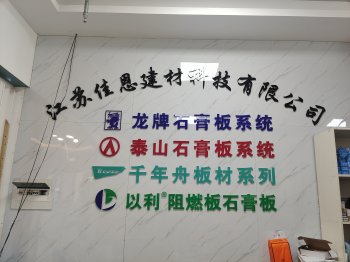 江苏佳恩建材科技有限公司
龙牌石膏板系统
泰山石膏板系统
千年舟板材系列
以利®阻燃板石膏板